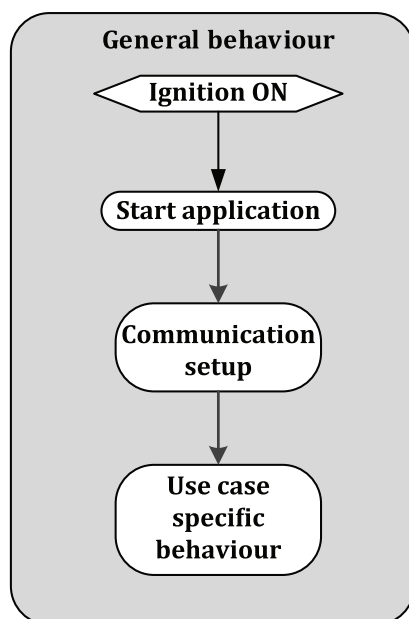 General behaviour
Ignition ON
Start application
Communication
setup
Use case
specific
behaviour